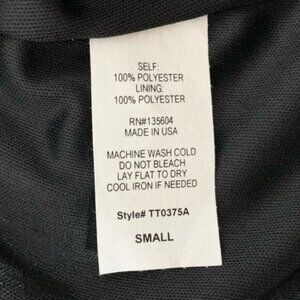 SELF:
100% POLYESTER
LINING:
100% POLYESTER
RN#135604
MADE IN USA
MACHINE WASH COLD
DO NOT BLEACH
LAY FLAT TO DRY
COOL IRON IF NEEDED
Style# TT0375A
SMALL